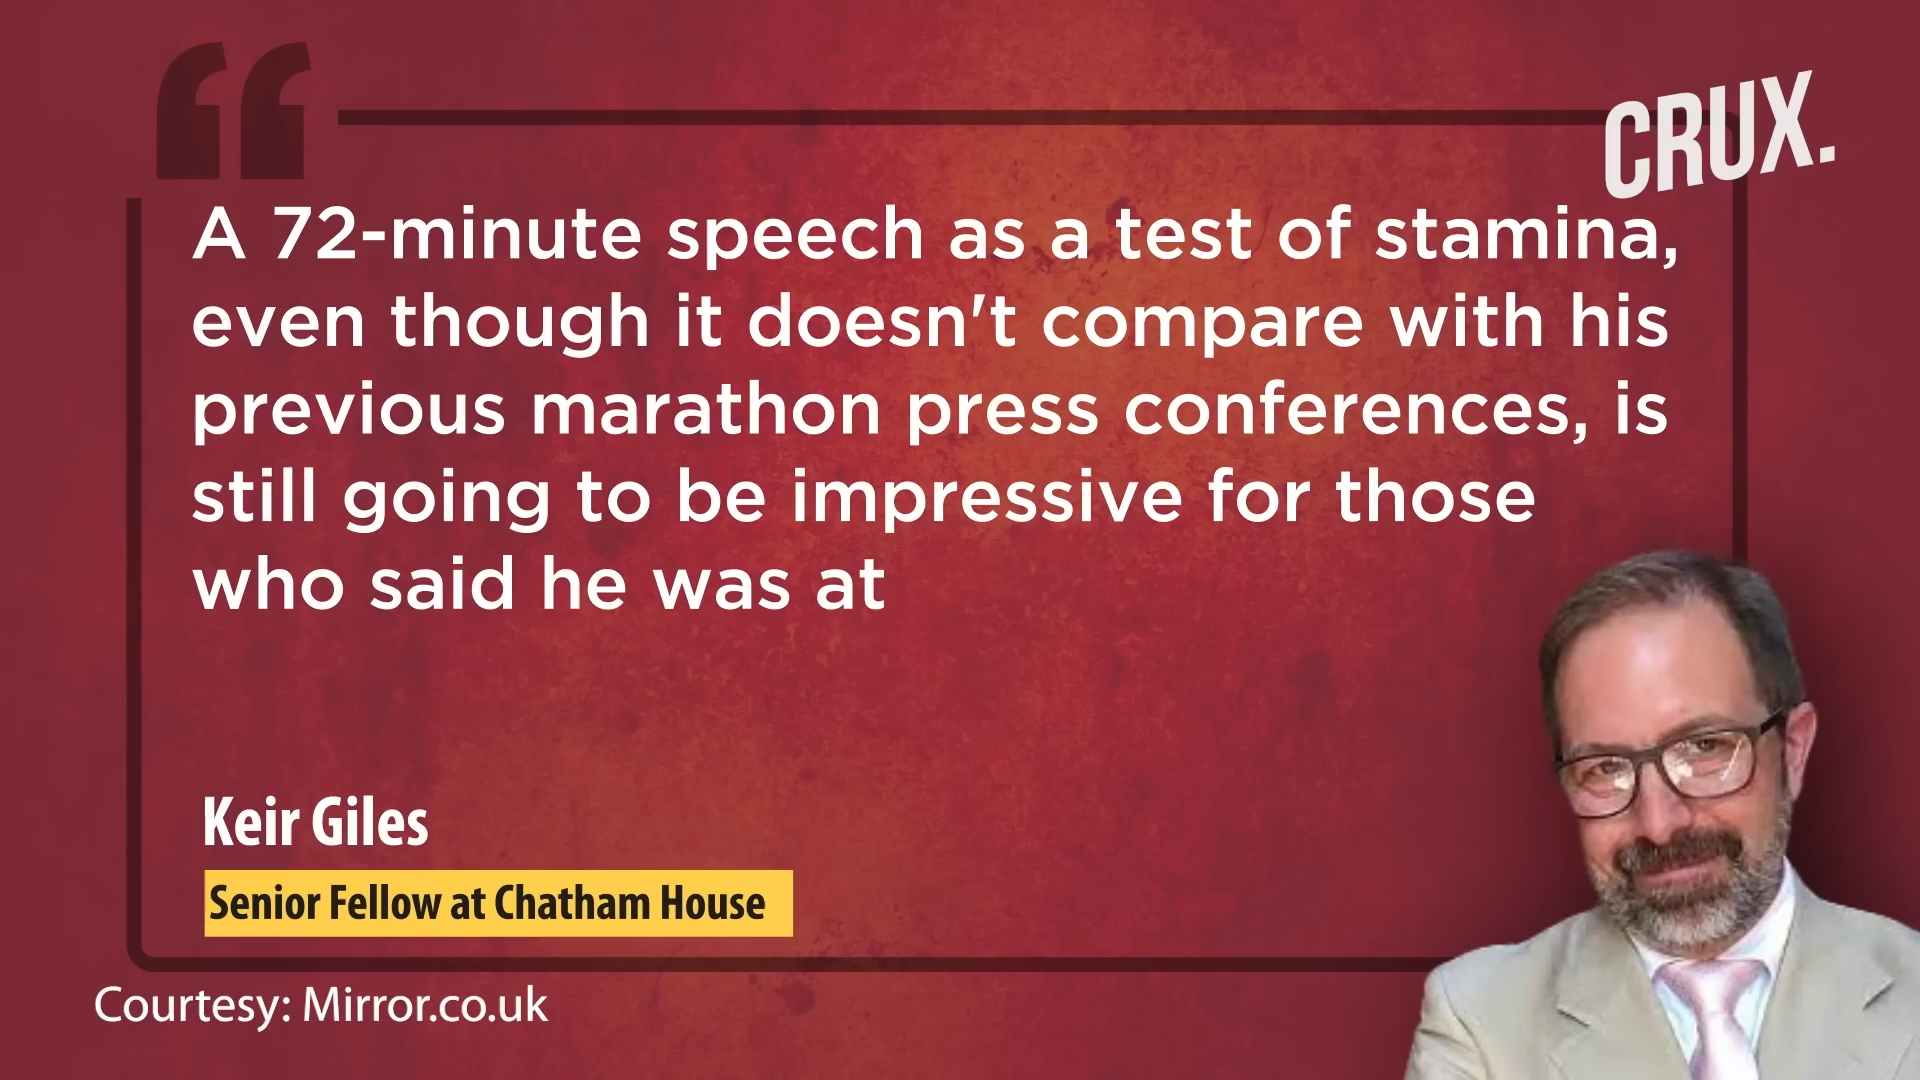 CRUX.
A 72-minute speech as a test of stamina,
even though it doesn't compare with his
previous marathon press conferences, is
still going to be impressive for those
who said he was at
Keir Giles
Senior Fellow at Chatham House
Courtesy: Mirror.co.uk